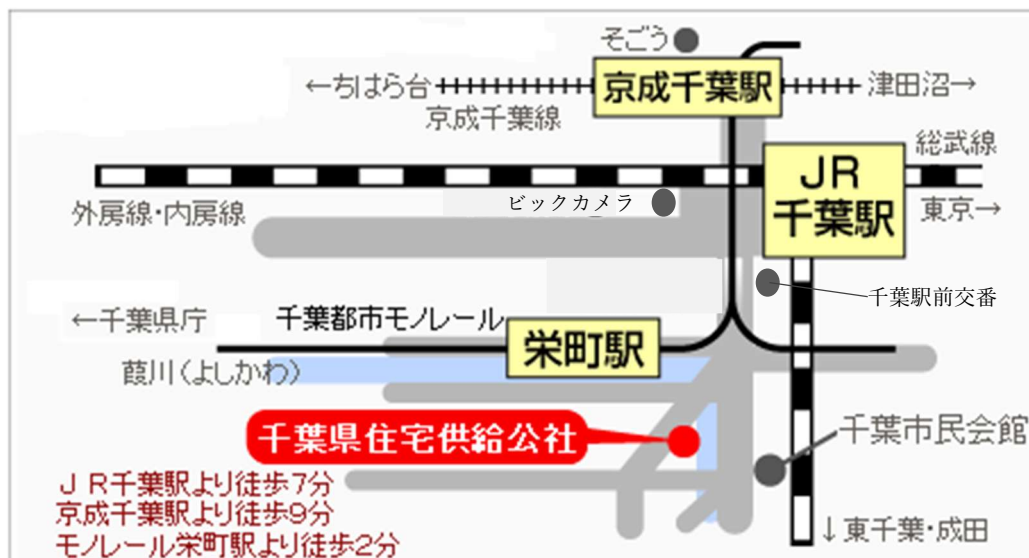 そごう
京成千葉駅
←ちはら台
津田沼→
京成千葉線
総武線
JR
千葉駅
ビックカメラ
外房線・内房線
東京→
千葉駅前交番
←千葉県庁
千葉都市モノレール
栄町駅
葭川(よしかわ)
千葉県住宅供給公社
千葉市民会館
JR千葉駅より徒歩7分
京成千葉駅より徒歩9分
モノレール栄町駅より徒歩2分
↓東千葉・成田